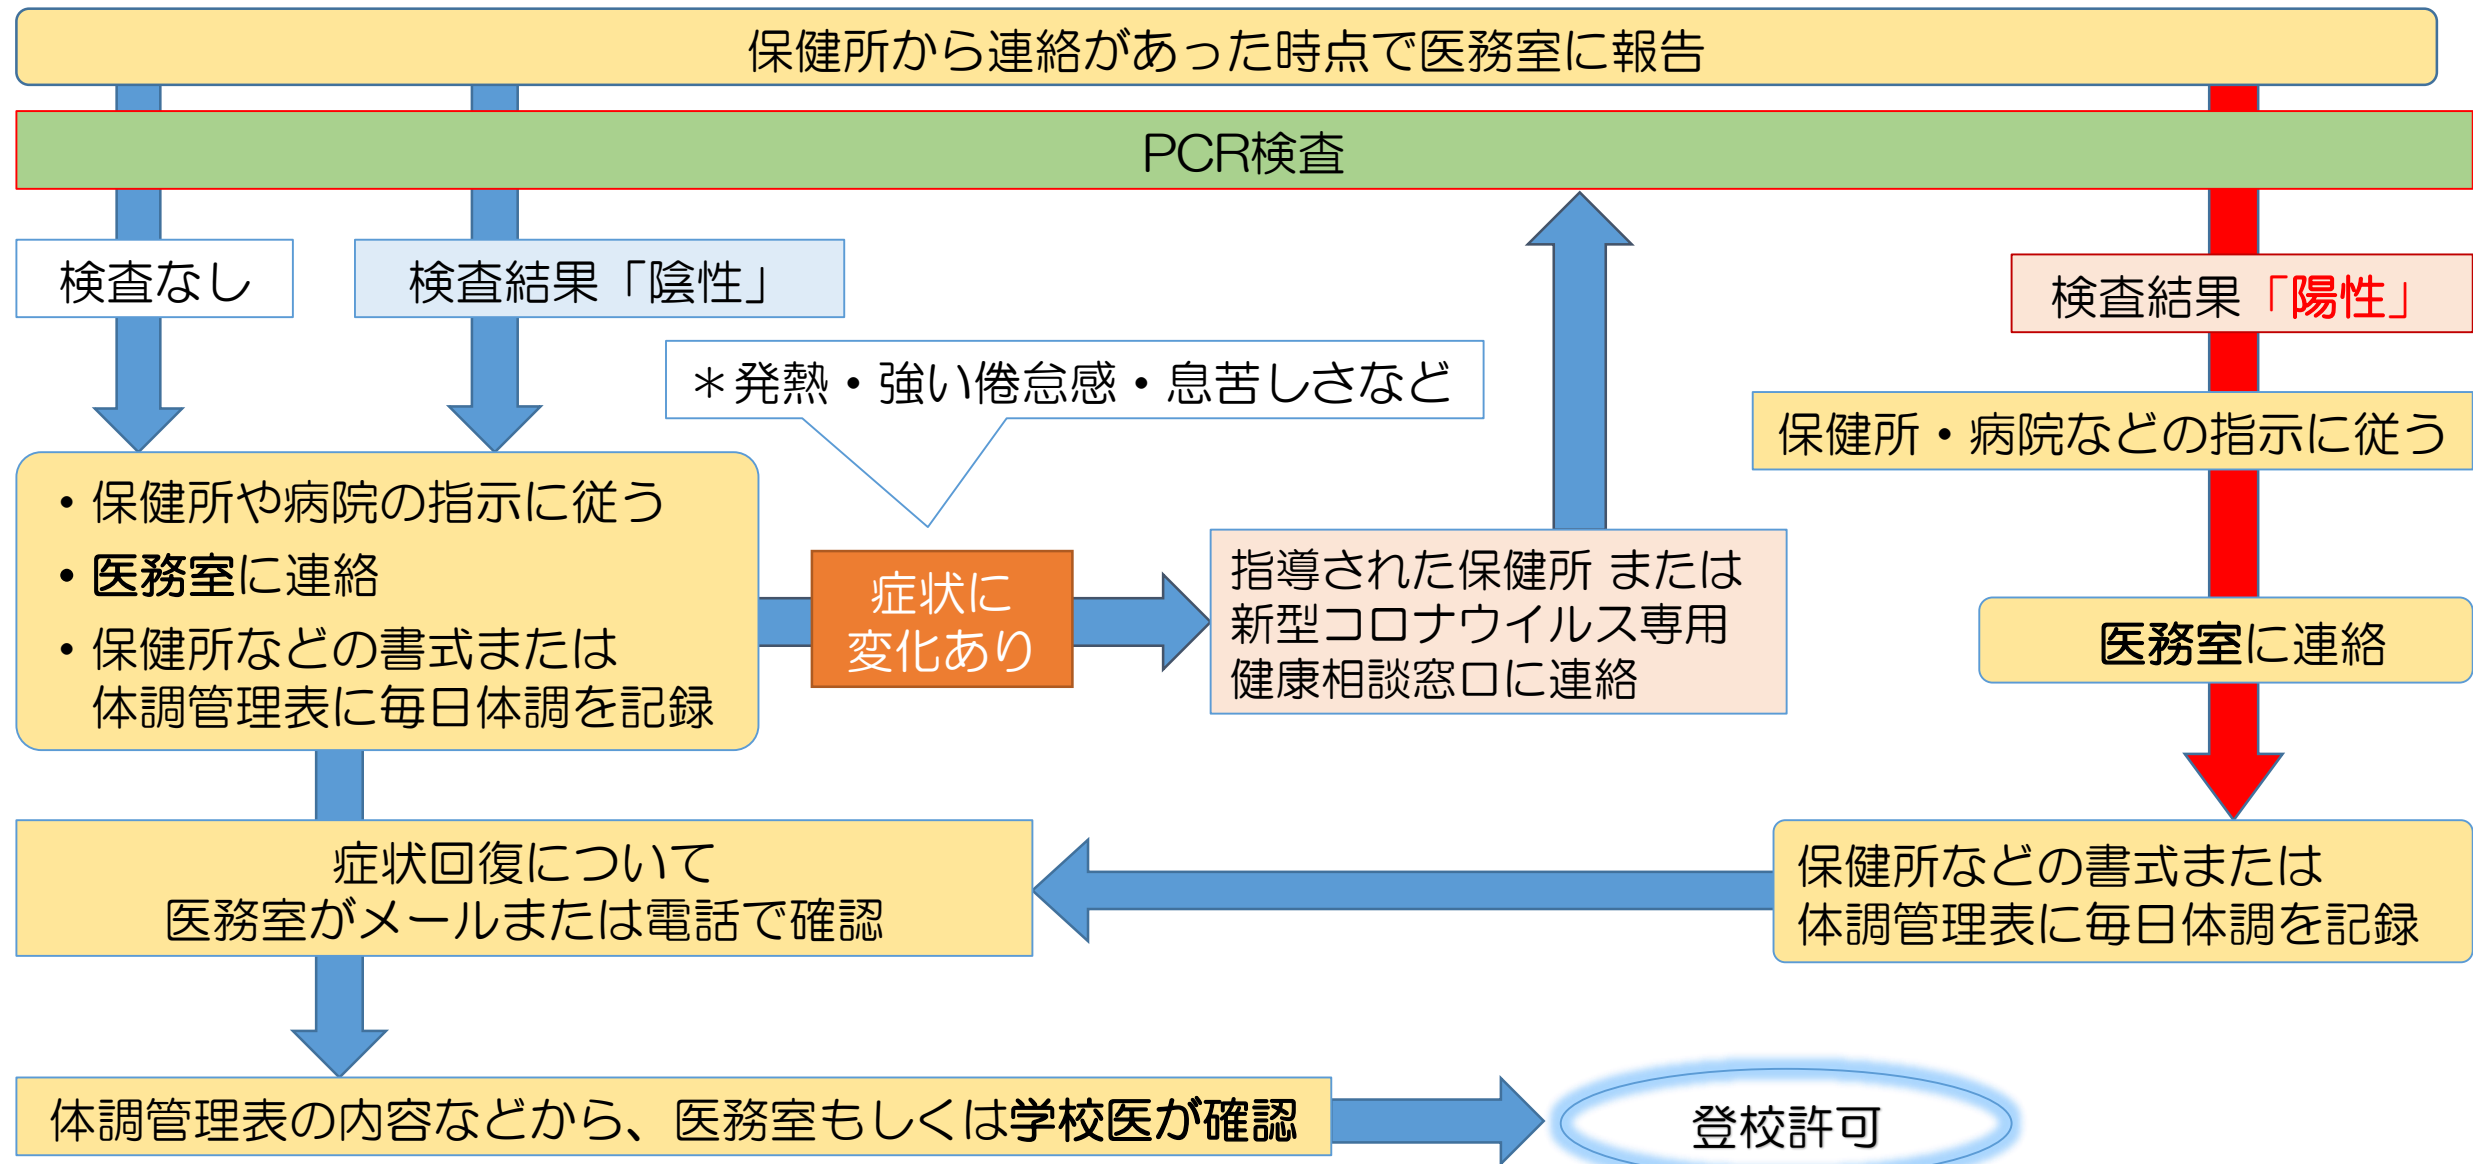 保健所から連絡があった時点で医務室に報告
PCR検査
検査なし
検査結果「陰性」
検査結果「陽性」
＊発熱・強い倦怠感・息苦しさなど
保健所・病院などの指示に従う
・保健所や病院の指示に従う
・医務室に連絡
・保健所などの書式または
体調管理表に毎日体調を記録
症状に
変化あり
指導された保健所 または
新型コロナウイルス専用
健康相談窓口に連絡
医務室に連絡
症状回復について
医務室がメールまたは電話で確認
保健所などの書式または
体調管理表に毎日体調を記録
体調管理表の内容などから、医務室もしくは学校医が確認
登校許可